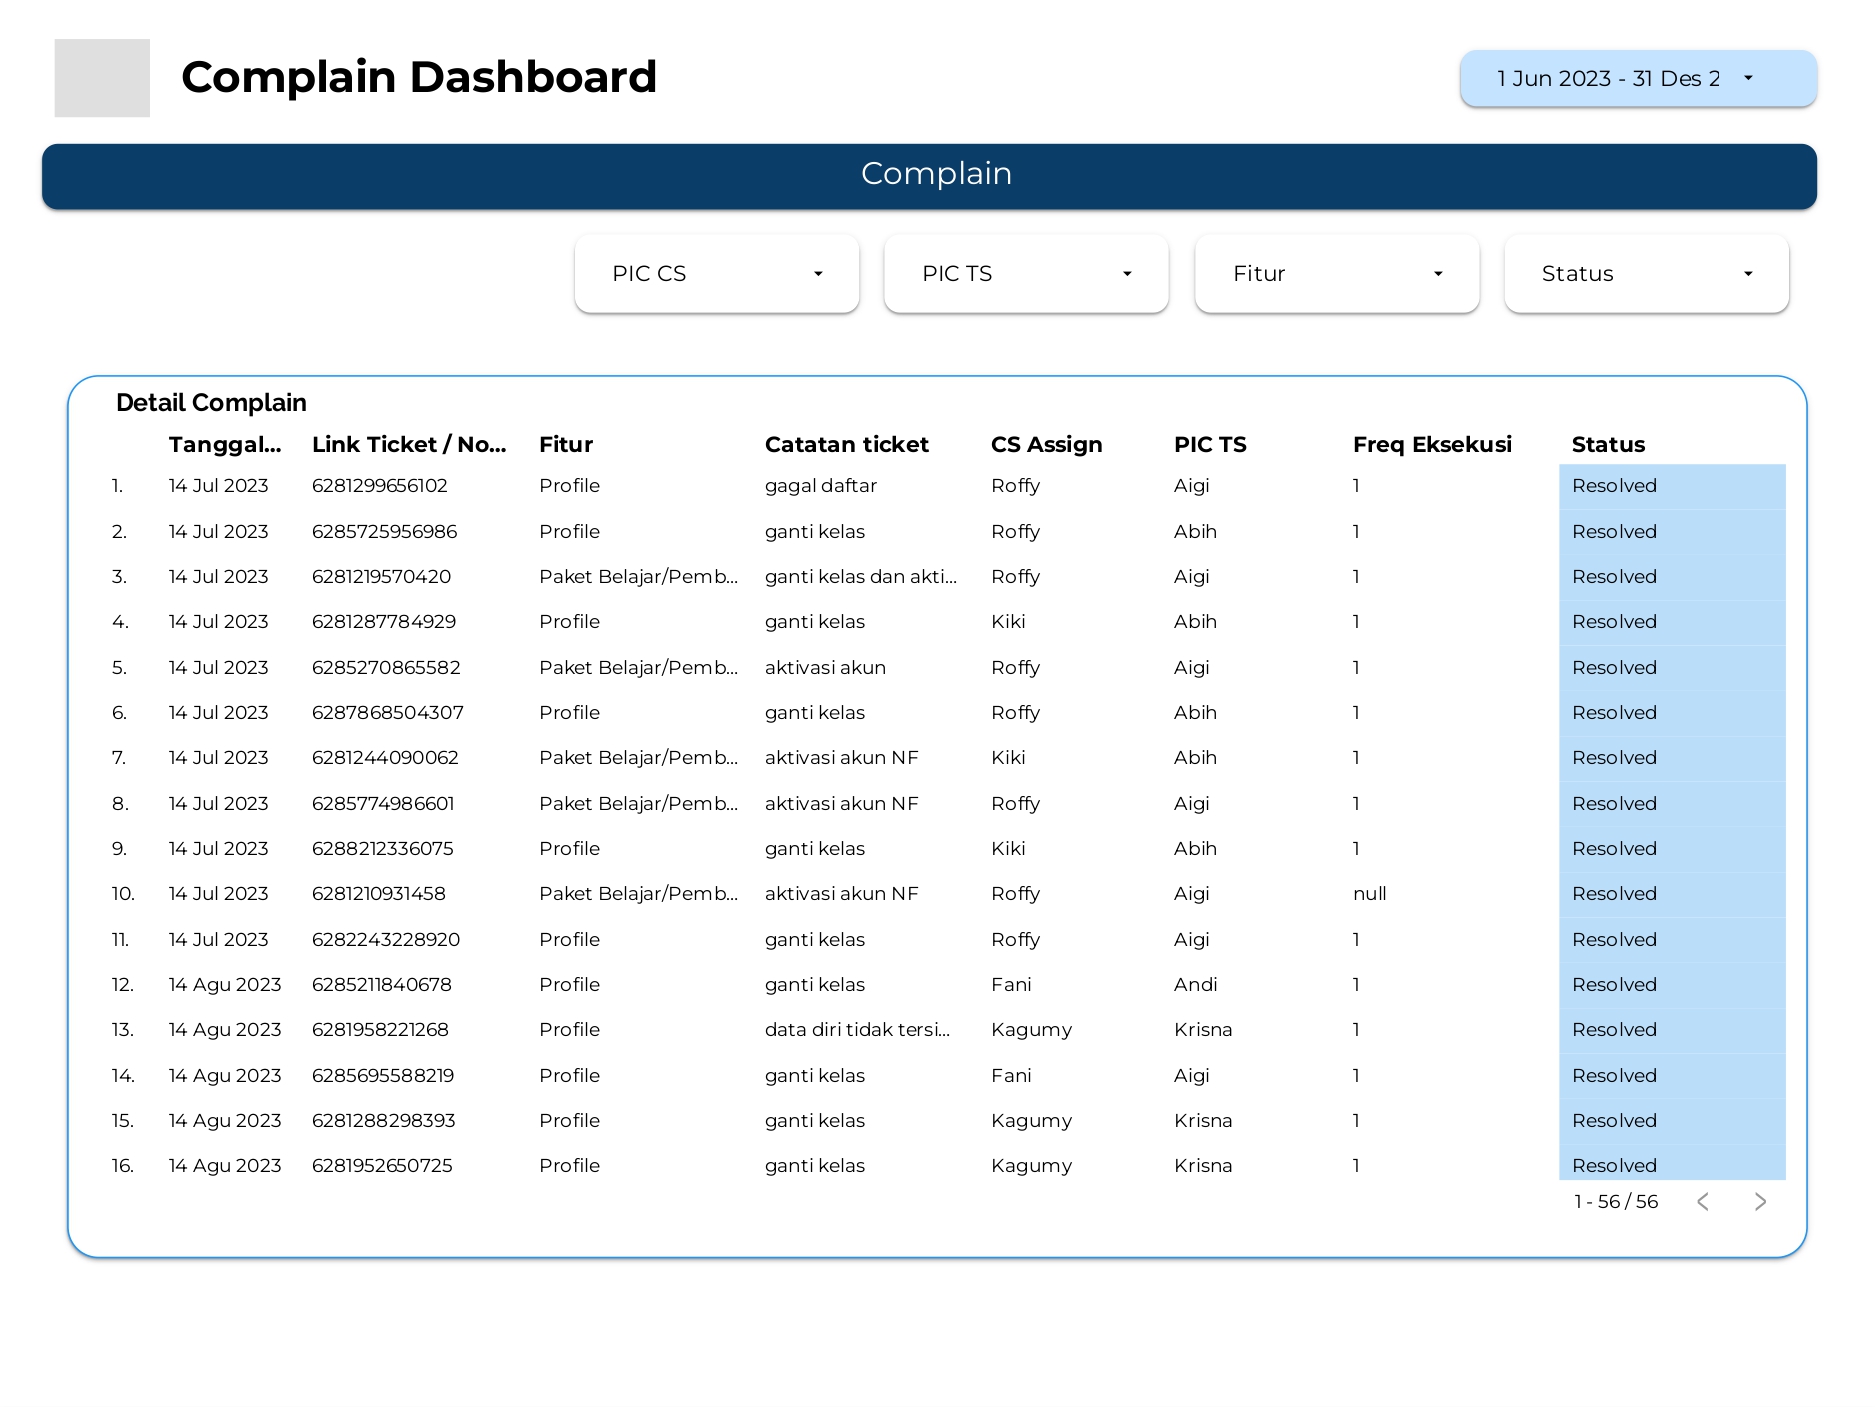 Complain Dashboard
1 Jun 2023 - 31 Des 2
Complain
PIC CS PIC TS Fitur Status
Detail Complain
Tanggal... Link Ticket / No... Fitur Catatan ticket CS Assign PIC TS Freq Eksekusi Status
1. 14 Jul 2023 6281299656102 Profile gagal daftar Roffy Aigi 1 Resolved
2. 14 Jul 2023 6285725956986 Profile ganti kelas Roffy Abih 1 Resolved
3. 14 Jul 2023 6281219570420 Paket Belajar/Pemb... ganti kelas dan akti... Roffy Aigi 1 Resolved
4. 14 Jul 2023 6281287784929 Profile ganti kelas Kiki Abih 1 Resolved
5. 14 Jul 2023 6285270865582 Paket Belajar/Pemb... aktivasi akun Roffy Aigi 1 Resolved
6. 14 Jul 2023 6287868504307 Profile ganti kelas Roffy Abih 1 Resolved
7. 14 Jul 2023 6281244090062 Paket Belajar/Pemb... aktivasi akun NF Kiki Abih 1 Resolved
8. 14 Jul 2023 6285774986601 Paket Belajar/Pemb... aktivasi akun NF Roffy Aigi 1 Resolved
9. 14 Jul 2023 6288212336075 Profile ganti kelas Kiki Abih 1 Resolved
10. 14 Jul 2023 6281210931458 Paket Belajar/Pemb... aktivasi akun NF Roffy Aigi null Resolved
11. 14 Jul 2023 6282243228920 Profile ganti kelas Roffy Aigi 1 Resolved
12. 14 Agu 2023 6285211840678 Profile ganti kelas Fani Andi 1 Resolved
13. 14 Agu 2023 6281958221268 Profile data diri tidak tersi... Kagumy Krisna 1 Resolved
14. 14 Agu 2023 6285695588219 Profile ganti kelas Fani Aigi 1 Resolved
15. 14 Agu 2023 6281288298393 Profile ganti kelas Kagumy Krisna 1 Resolved
16. 14 Agu 2023 6281952650725 Profile ganti kelas Kagumy Krisna 1 Resolved
1 - 56 / 56